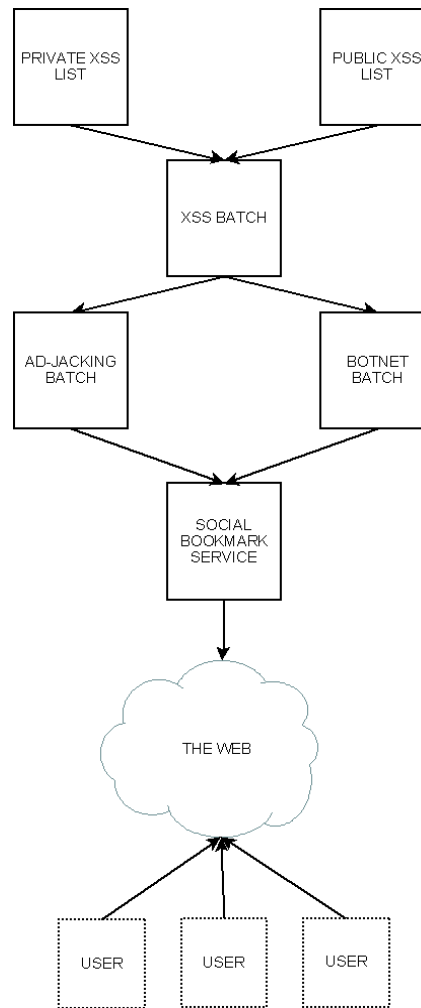 PRIVATE XSS
LIST
PUBLIC XSS
LIST
XSS BATCH
AD-JACKING
BATCH
BOTNET
BATCH
SOCIAL
BOOKMARK
SERVICE
THE WEB
USER
USER
USER